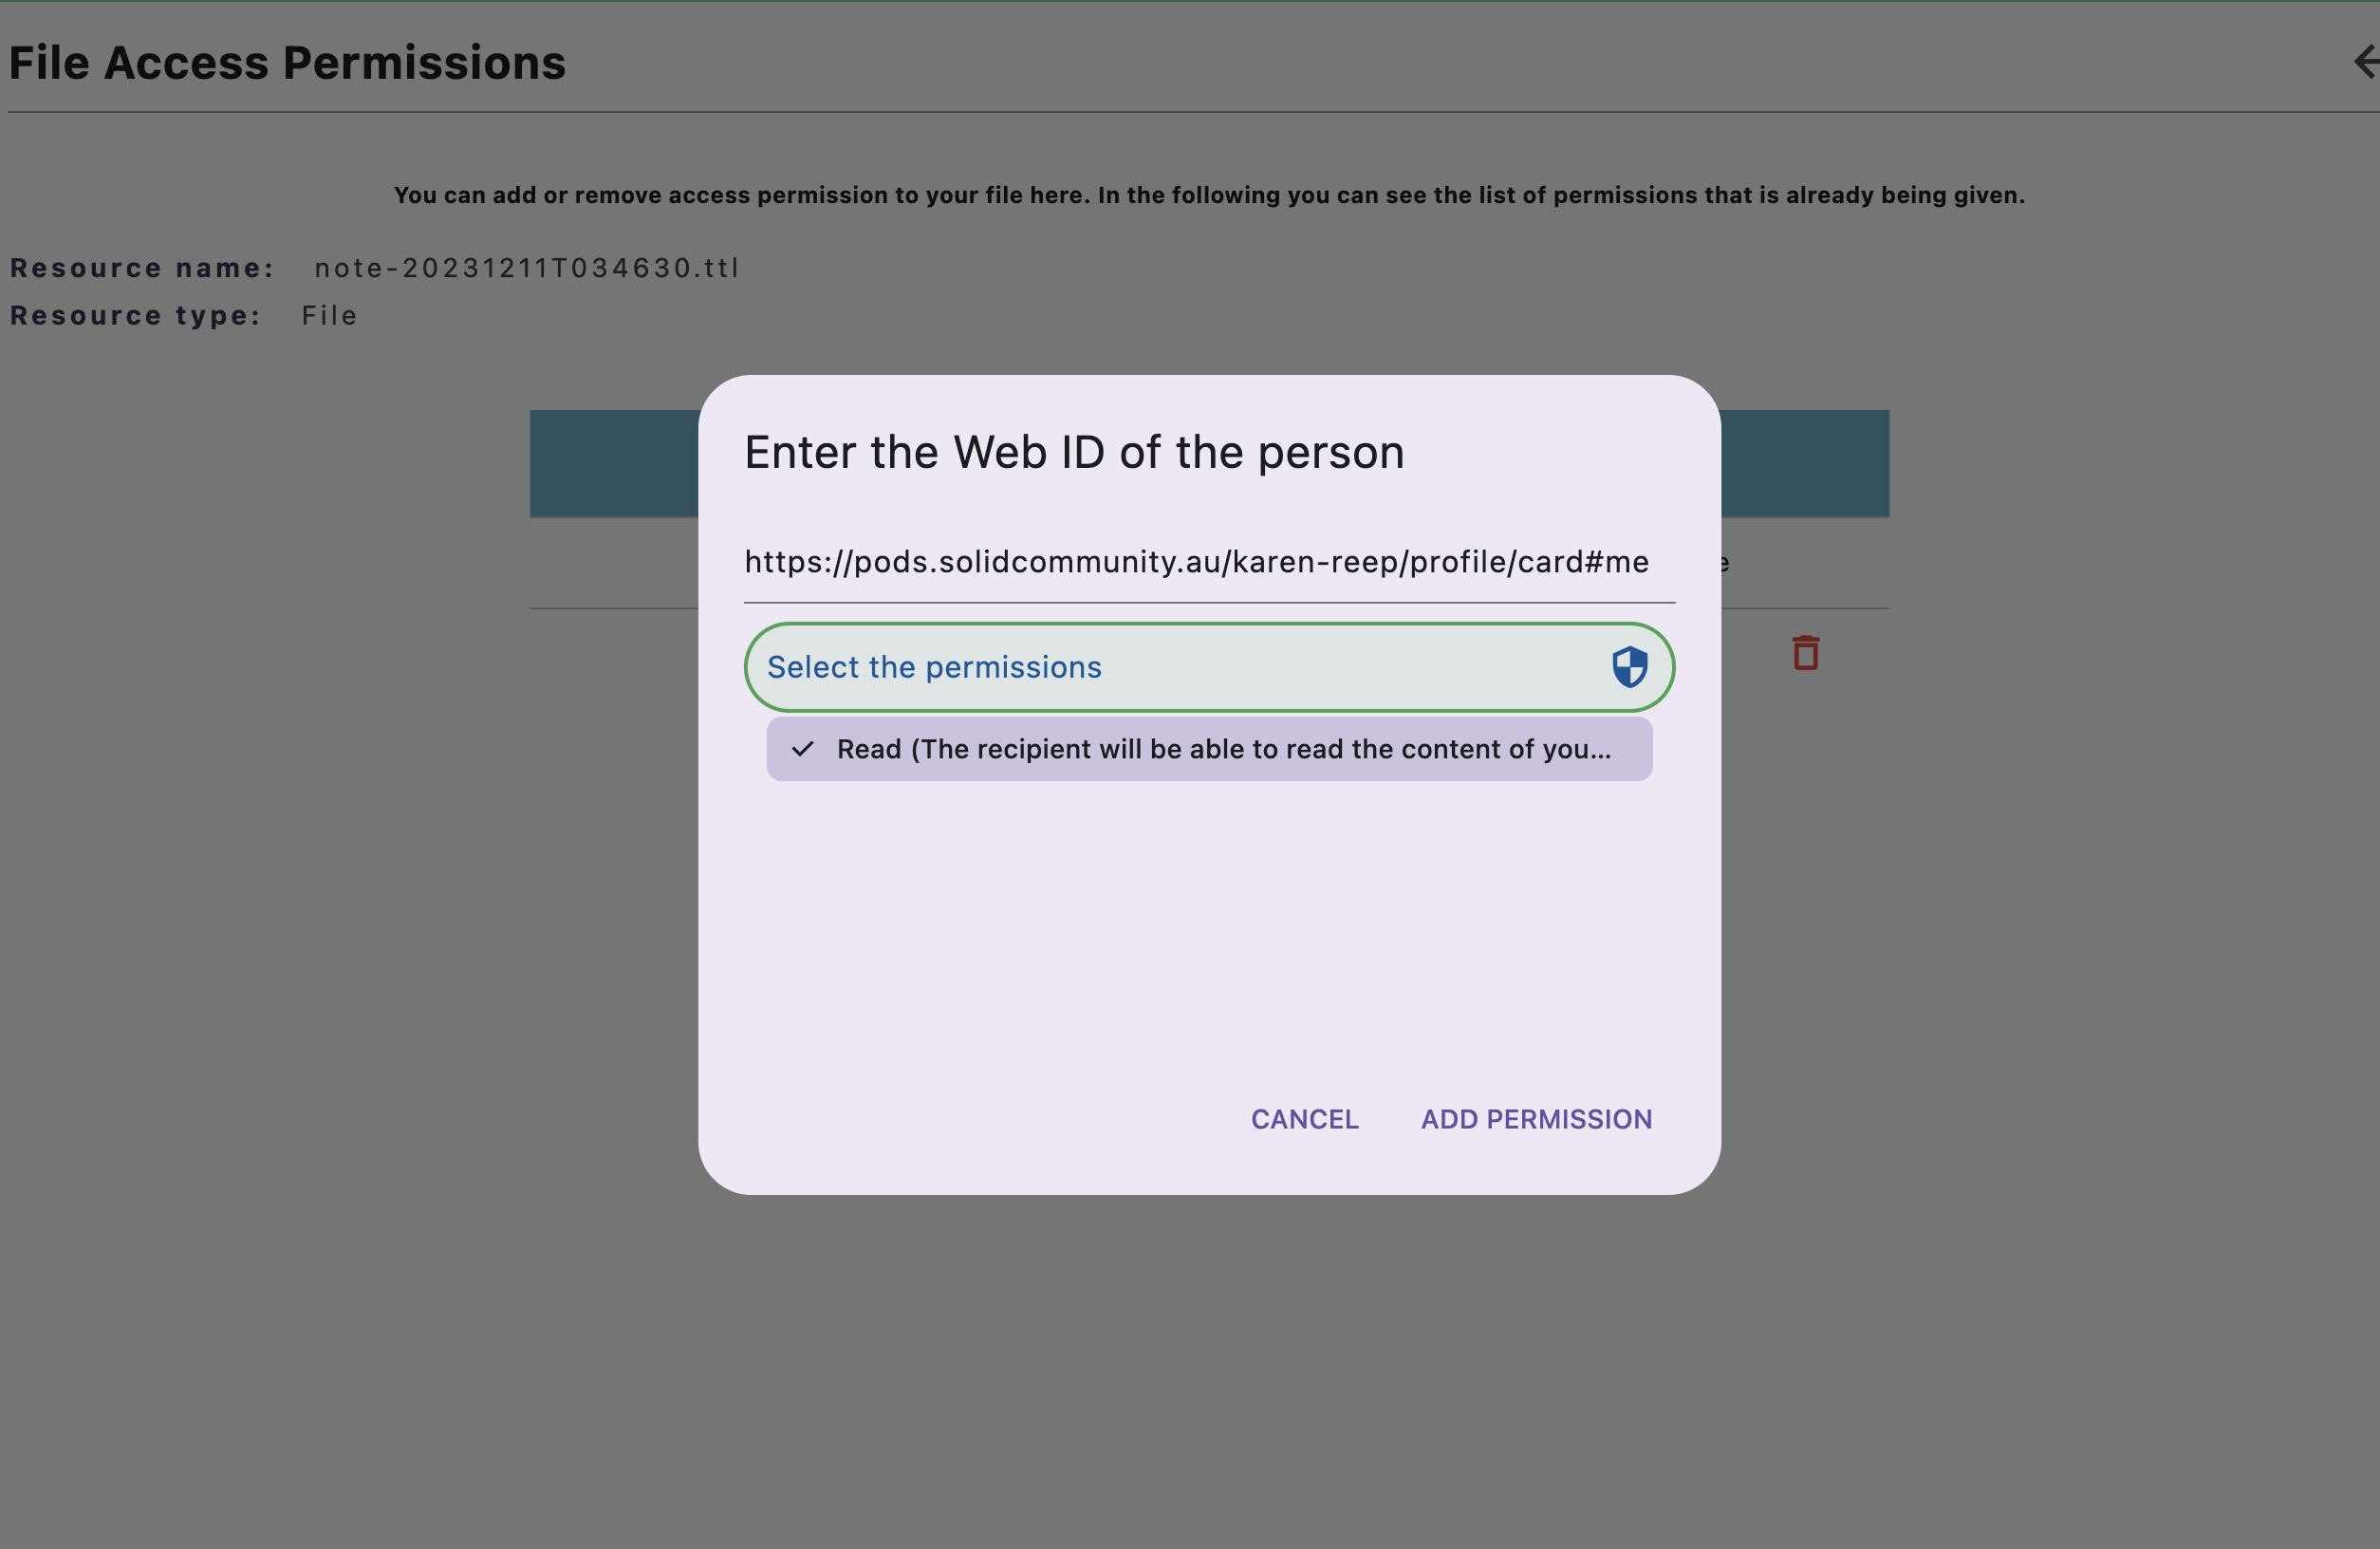 File Access Permissions
You can add or remove access permission to your file here. In the following you can see the list of permissions that is already being given.
Resource name: note-20231211T034630.ttl
Resource type: File
Enter the Web ID of the person
https://pods.solidcommunity.au/karen-reep/profile/card#me
Select the permissions
Read (The recipient will be able to read the content of you...
CANCEL ADD PERMISSION